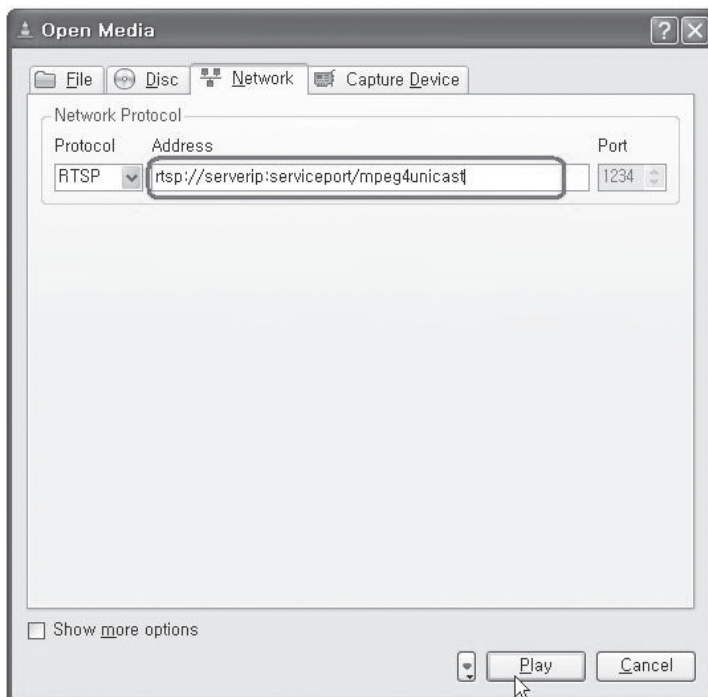 Open Media
File Disc Network Capture Device
Network Protocol
Protocol Address Port
RTSP rtsp://serverip:serviceport/mpeg4unicast 1234
Show more options
Play Cancel